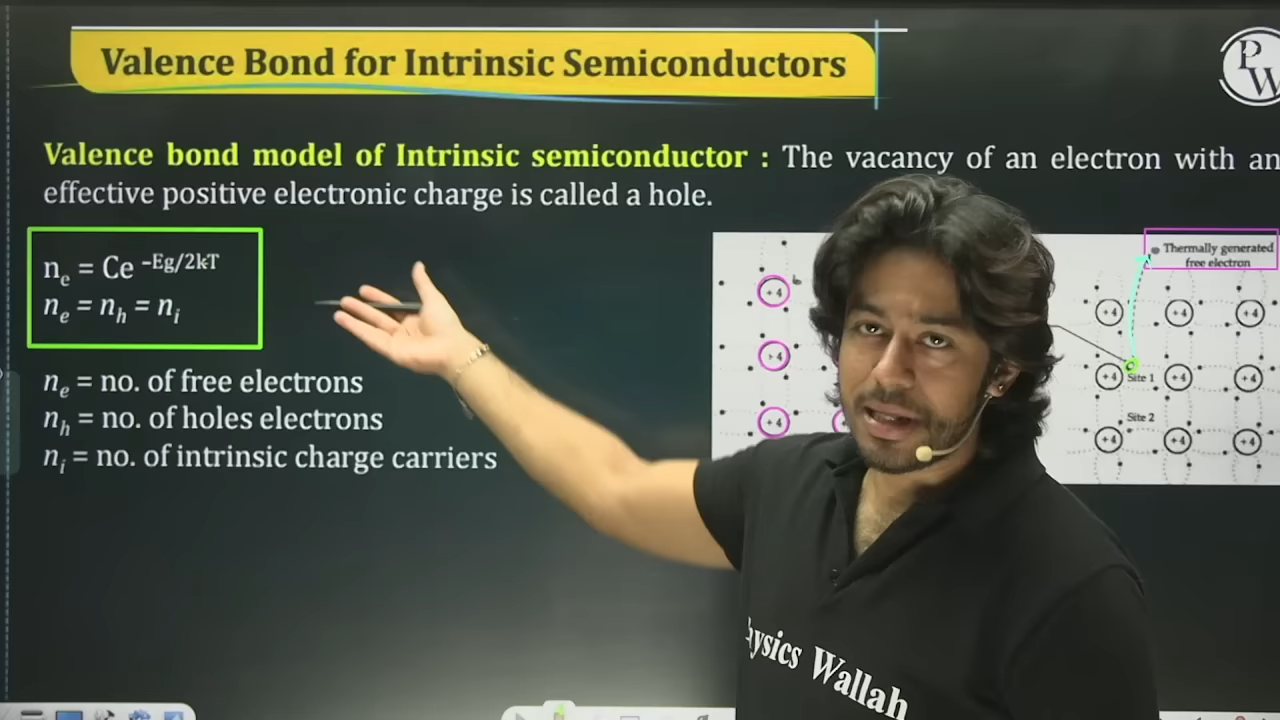 Valence Bond for Intrinsic Semiconductors
PW
Valence bond model of Intrinsic semiconductor : The vacancy of an electron with an
effective positive electronic charge is called a hole.
nₑ = Ce ⁻ᴱᵍ/²ᵏᵀ
nₑ = nₕ = nᵢ
nₑ = no. of free electrons
nₕ = no. of holes electrons
nᵢ = no. of intrinsic charge carriers
Thermally generated
free electron
+4
+4 +4 +4
+4
+4 Site 1 +4 +4
Site 2
+4
+4 +4 +4
hysics Wallah